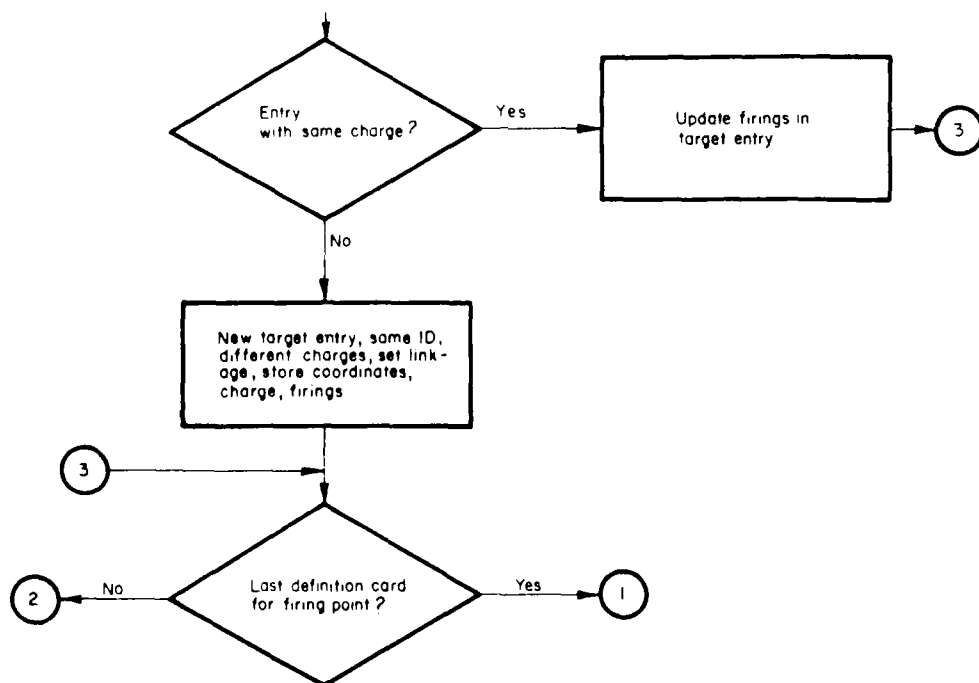 Entry
with same charge?
Yes
Update firings in
target entry
3
No
New target entry, same ID,
different charges, set link-
age, store coordinates,
charge, firings
3
Last definition card
for firing point?
No
2
Yes
1